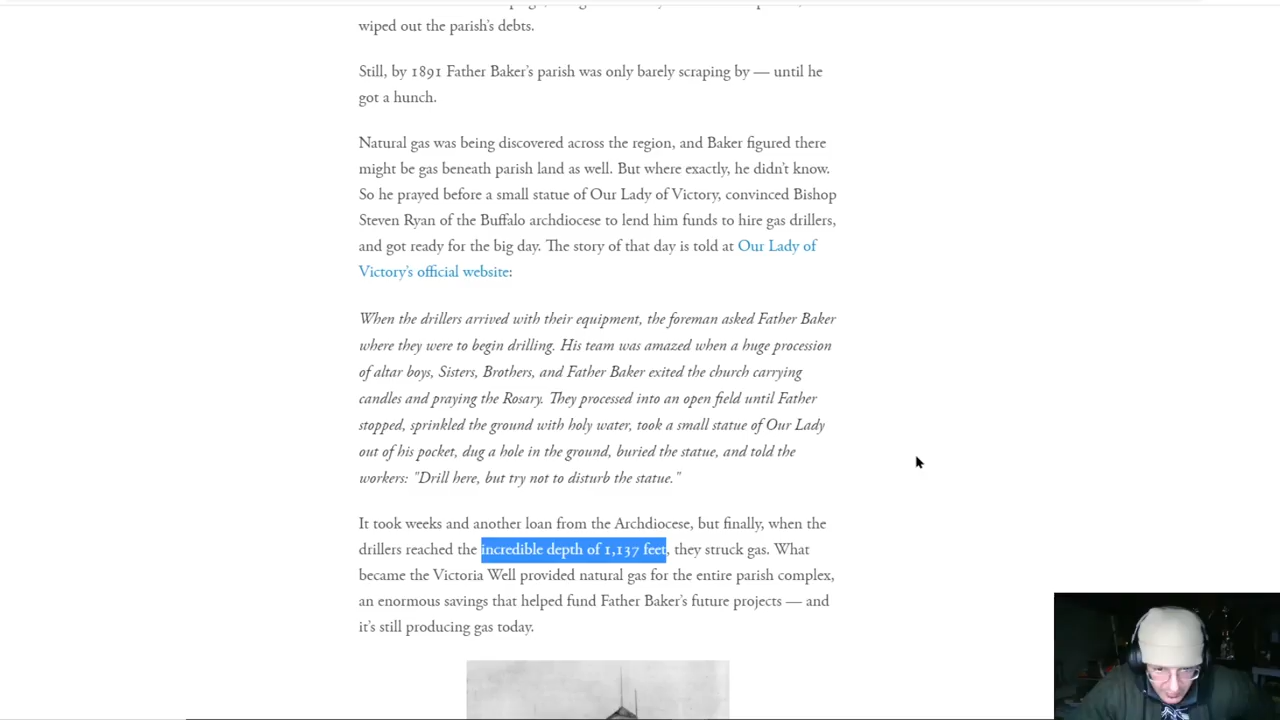 wiped out the parish's debts.
Still, by 1891 Father Baker's parish was only barely scraping by — until he
got a hunch.
Natural gas was being discovered across the region, and Baker figured there
might be gas beneath parish land as well. But where exactly, he didn't know.
So he prayed before a small statue of Our Lady of Victory, convinced Bishop
Steven Ryan of the Buffalo archdiocese to lend him funds to hire gas drillers,
and got ready for the big day. The story of that day is told at Our Lady of
Victory's official website:
When the drillers arrived with their equipment, the foreman asked Father Baker
where they were to begin drilling. His team was amazed when a huge procession
of altar boys, Sisters, Brothers, and Father Baker exited the church carrying
candles and praying the Rosary. They processed into an open field until Father
stopped, sprinkled the ground with holy water, took a small statue of Our Lady
out of his pocket, dug a hole in the ground, buried the statue, and told the
workers: "Drill here, but try not to disturb the statue."
It took weeks and another loan from the Archdiocese, but finally, when the
drillers reached the incredible depth of 1,137 feet, they struck gas. What
became the Victoria Well provided natural gas for the entire parish complex,
an enormous savings that helped fund Father Baker's future projects — and
it's still producing gas today.